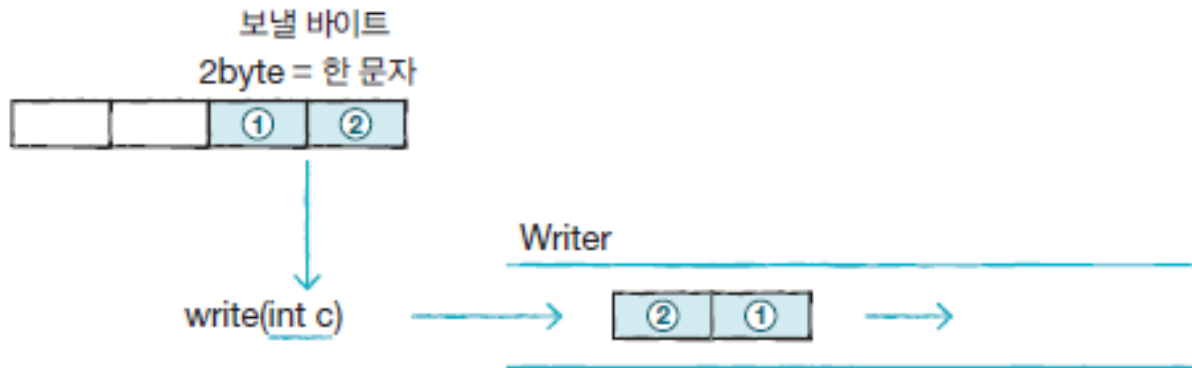 보낼 바이트
2byte = 한 문자
① ②
Writer
write(int c)
② ①